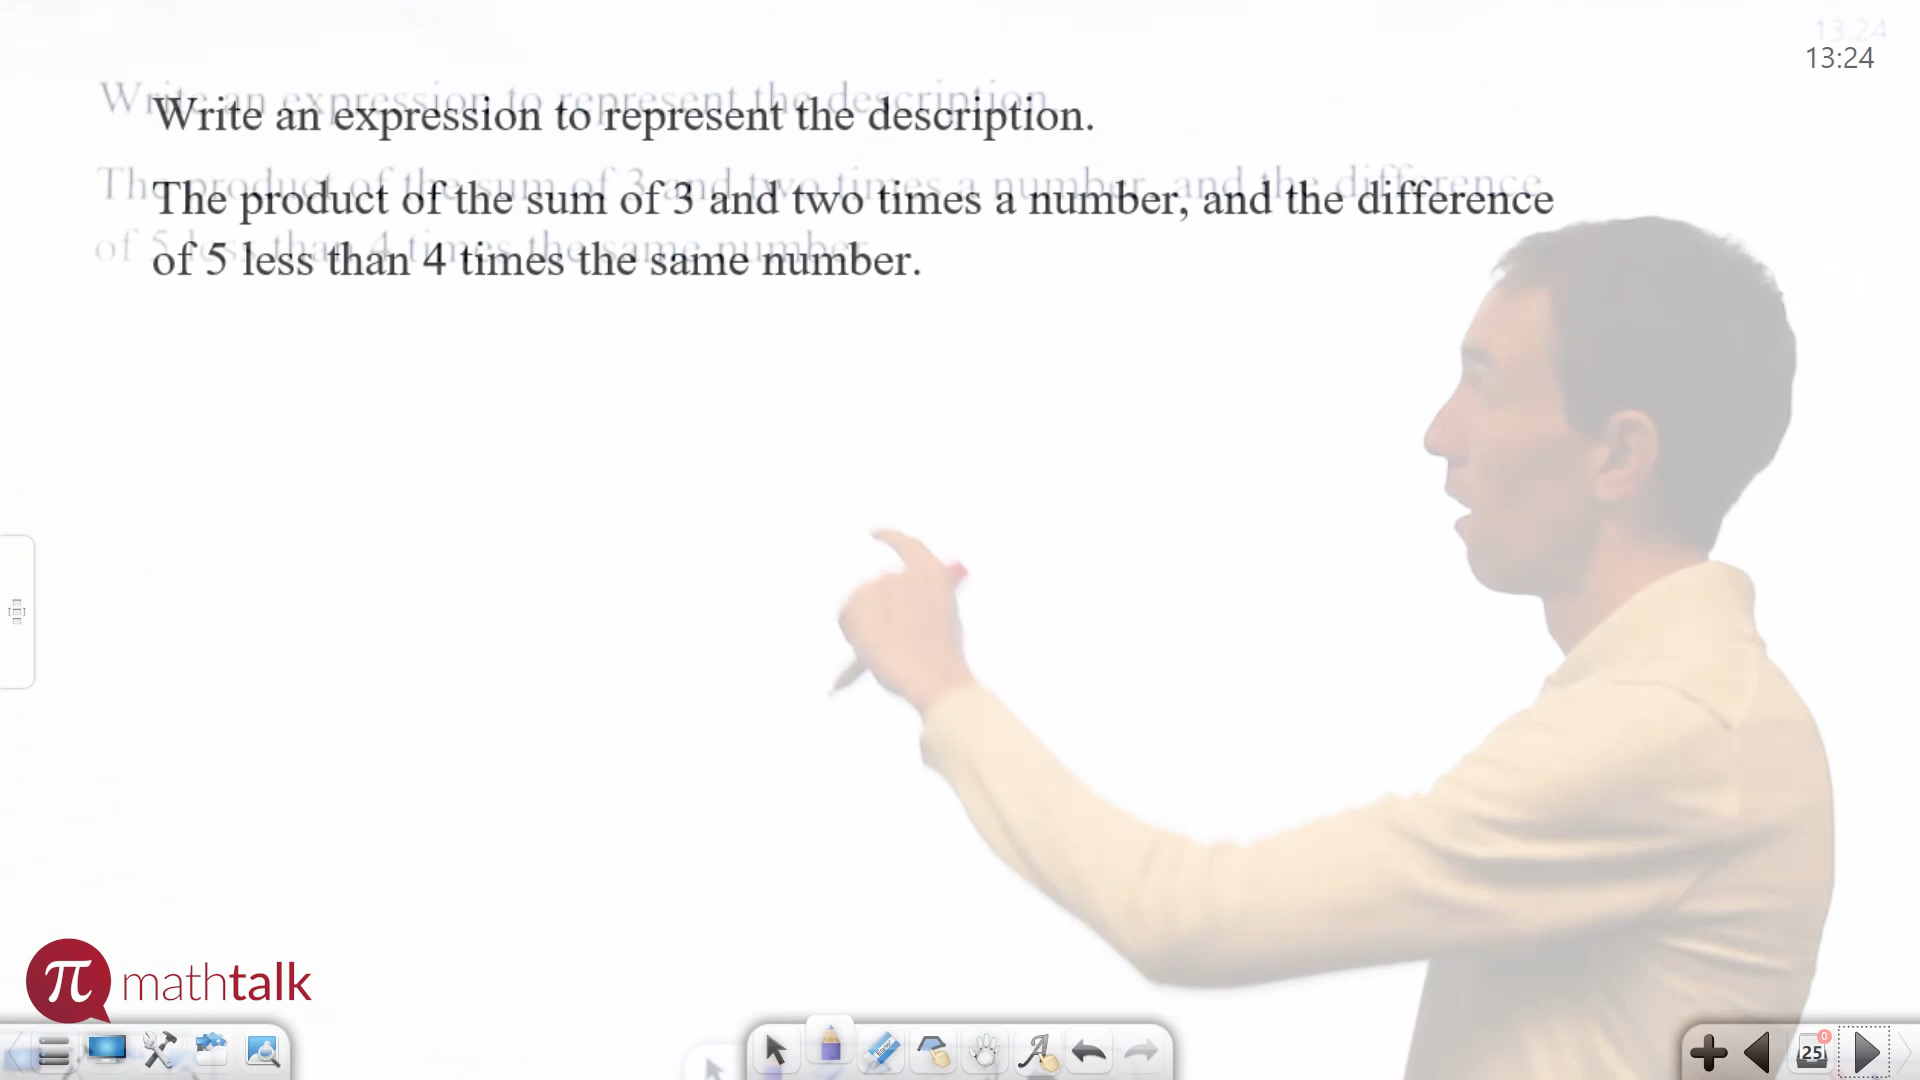 13:24
Write an expression to represent the description.
The product of the sum of 3 and two times a number, and the difference
of 5 less than 4 times the same number.
π mathtalk
25
0